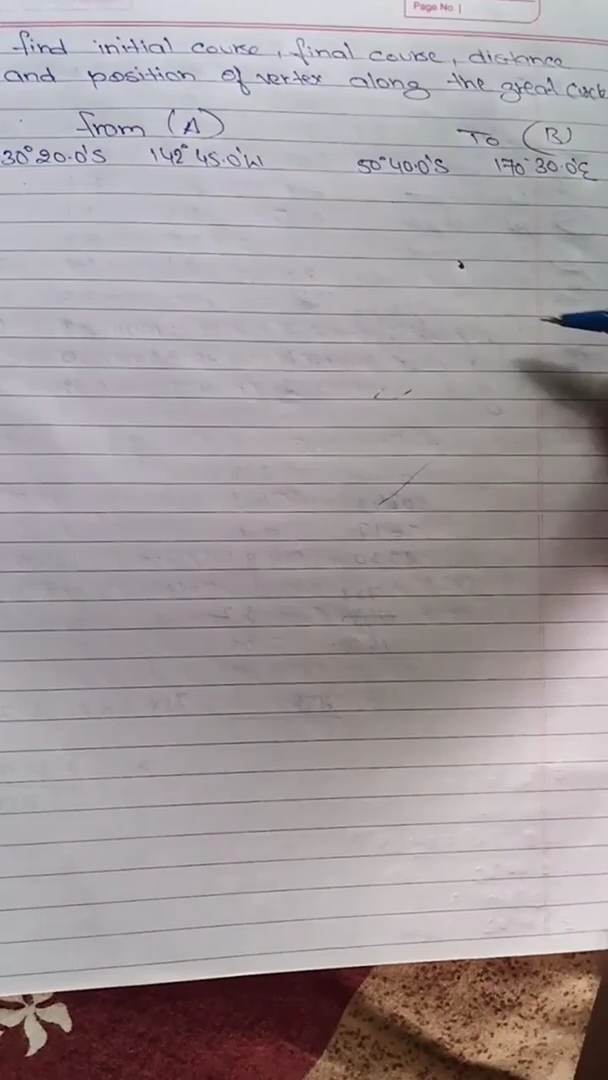 Page No. |
find initial course, final course, distance
and position of vertex along the great circle
from (A) To (B)
30° 20.0'S 142° 45.0'W 50° 40.0'S 170° 30.0'E